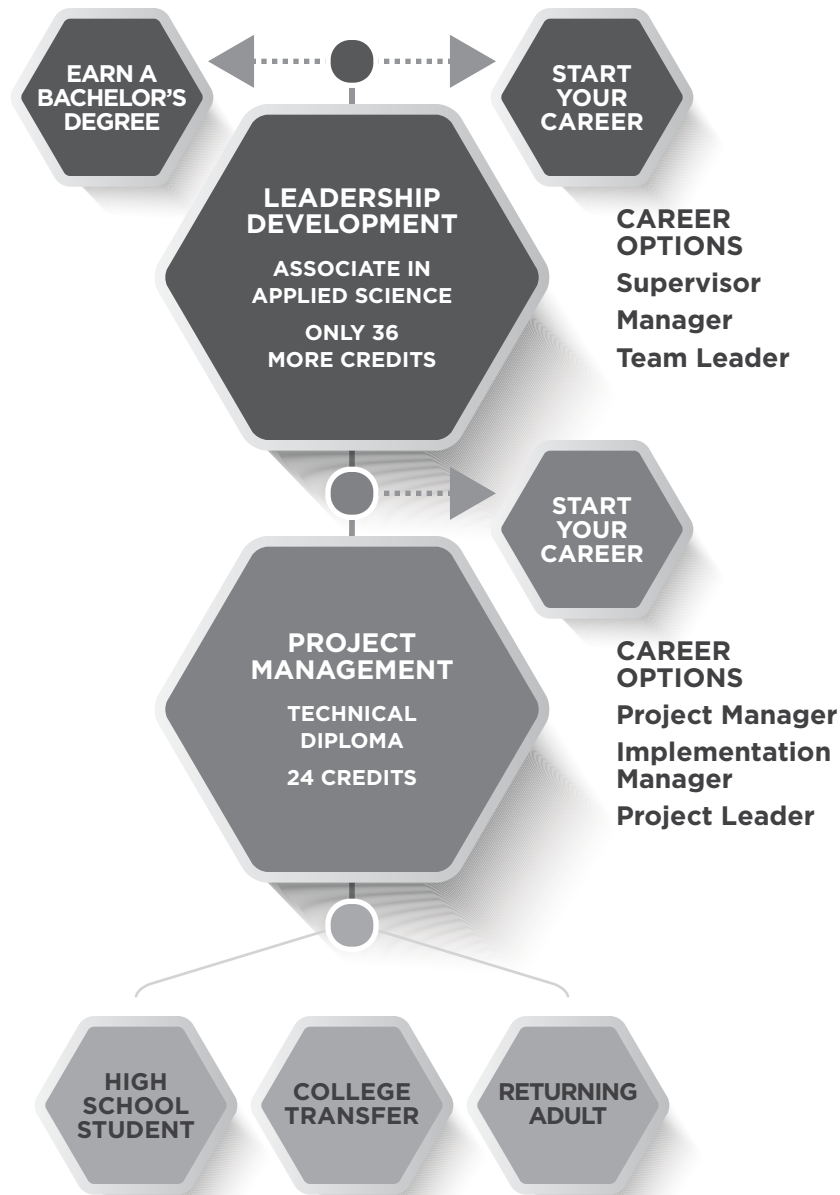 EARN A
BACHELOR'S
DEGREE
START
YOUR
CAREER
LEADERSHIP
DEVELOPMENT
ASSOCIATE IN
APPLIED SCIENCE
ONLY 36
MORE CREDITS
CAREER
OPTIONS
Supervisor
Manager
Team Leader
START
YOUR
CAREER
PROJECT
MANAGEMENT
TECHNICAL
DIPLOMA
24 CREDITS
CAREER
OPTIONS
Project Manager
Implementation
Manager
Project Leader
HIGH
SCHOOL
STUDENT
COLLEGE
TRANSFER
RETURNING
ADULT